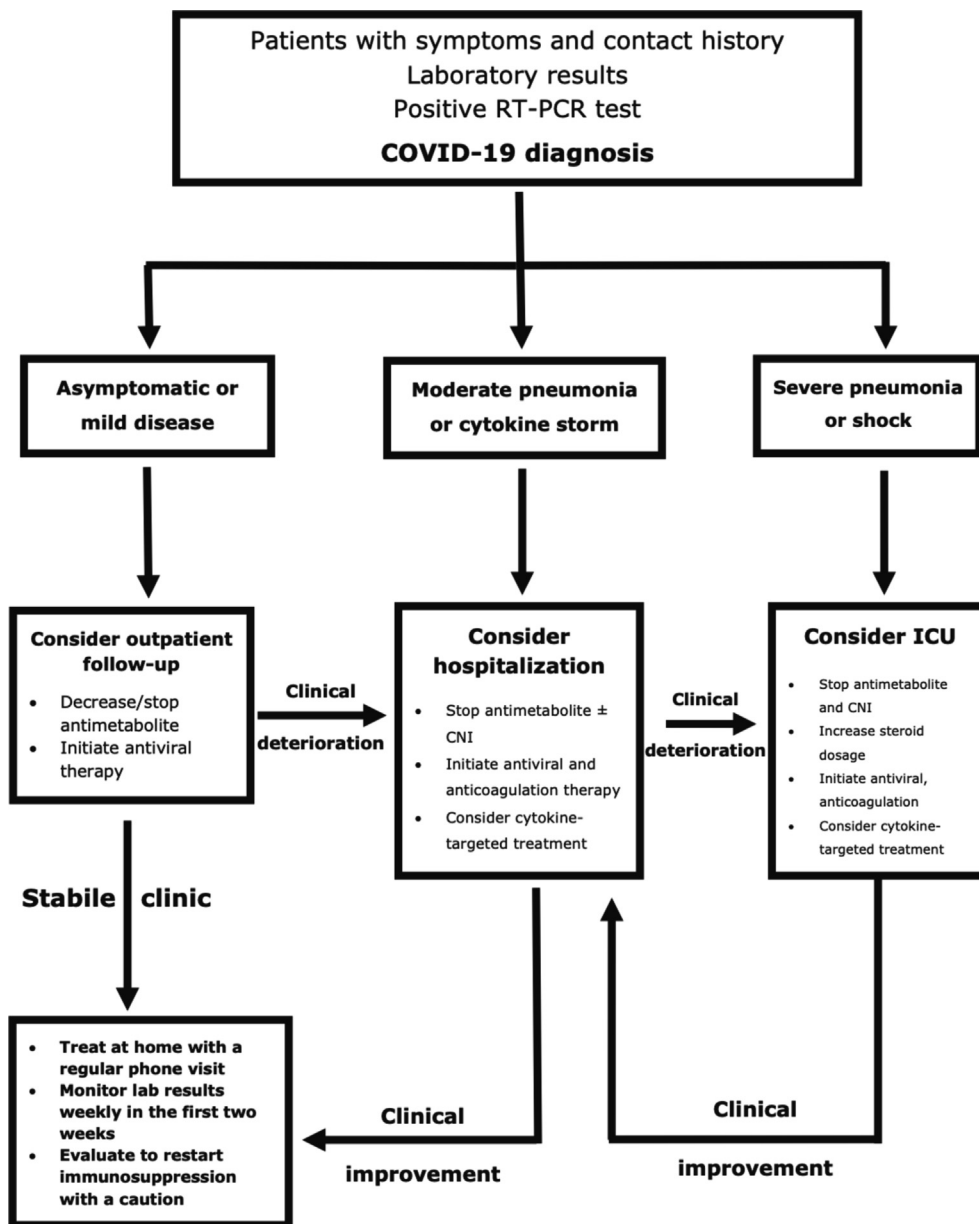 Patients with symptoms and contact history
Laboratory results
Positive RT-PCR test
COVID-19 diagnosis
Asymptomatic or
mild disease
Moderate pneumonia
or cytokine storm
Severe pneumonia
or shock
Consider outpatient
follow-up
• Decrease/stop
antimetabolite
• Initiate antiviral
therapy
Clinical
deterioration
Consider
hospitalization
• Stop antimetabolite ±
CNI
• Initiate antiviral and
anticoagulation therapy
• Consider cytokine-
targeted treatment
Clinical
deterioration
Consider ICU
• Stop antimetabolite
and CNI
• Increase steroid
dosage
• Initiate antiviral,
anticoagulation
• Consider cytokine-
targeted treatment
Stabile clinic
• Treat at home with a
regular phone visit
• Monitor lab results
weekly in the first two
weeks
• Evaluate to restart
immunosuppression
with a caution
Clinical
improvement
Clinical
improvement